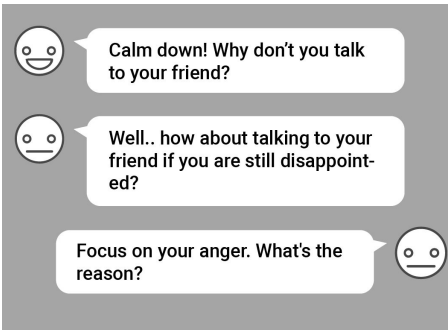 Calm down! Why don’t you talk
to your friend?
Well.. how about talking to your
friend if you are still disappoint-
ed?
Focus on your anger. What's the
reason?